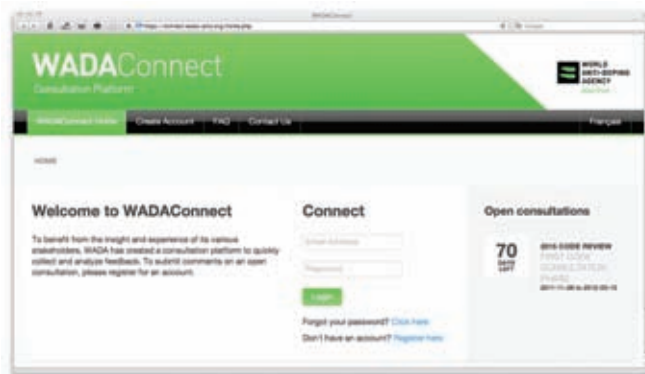 WADAConnect
WADAConnect
Consultation Platform
WORLD
ANTI-DOPING
AGENCY
WADAConnect Home Create Account FAQ Contact Us Français
HOME
Welcome to WADAConnect
To benefit from the insight and experience of its various
stakeholders, WADA has created a consultation platform to quickly
collect and analyze feedback. To submit comments on an open
consultation, please register for an account.
Connect
Email Address
Password
Login
Forgot your password? Click here
Don't have an account? Register here
Open consultations
70
DAYS
LEFT
2015 CODE REVIEW
FIRST CODE
CONSULTATION
PHASE